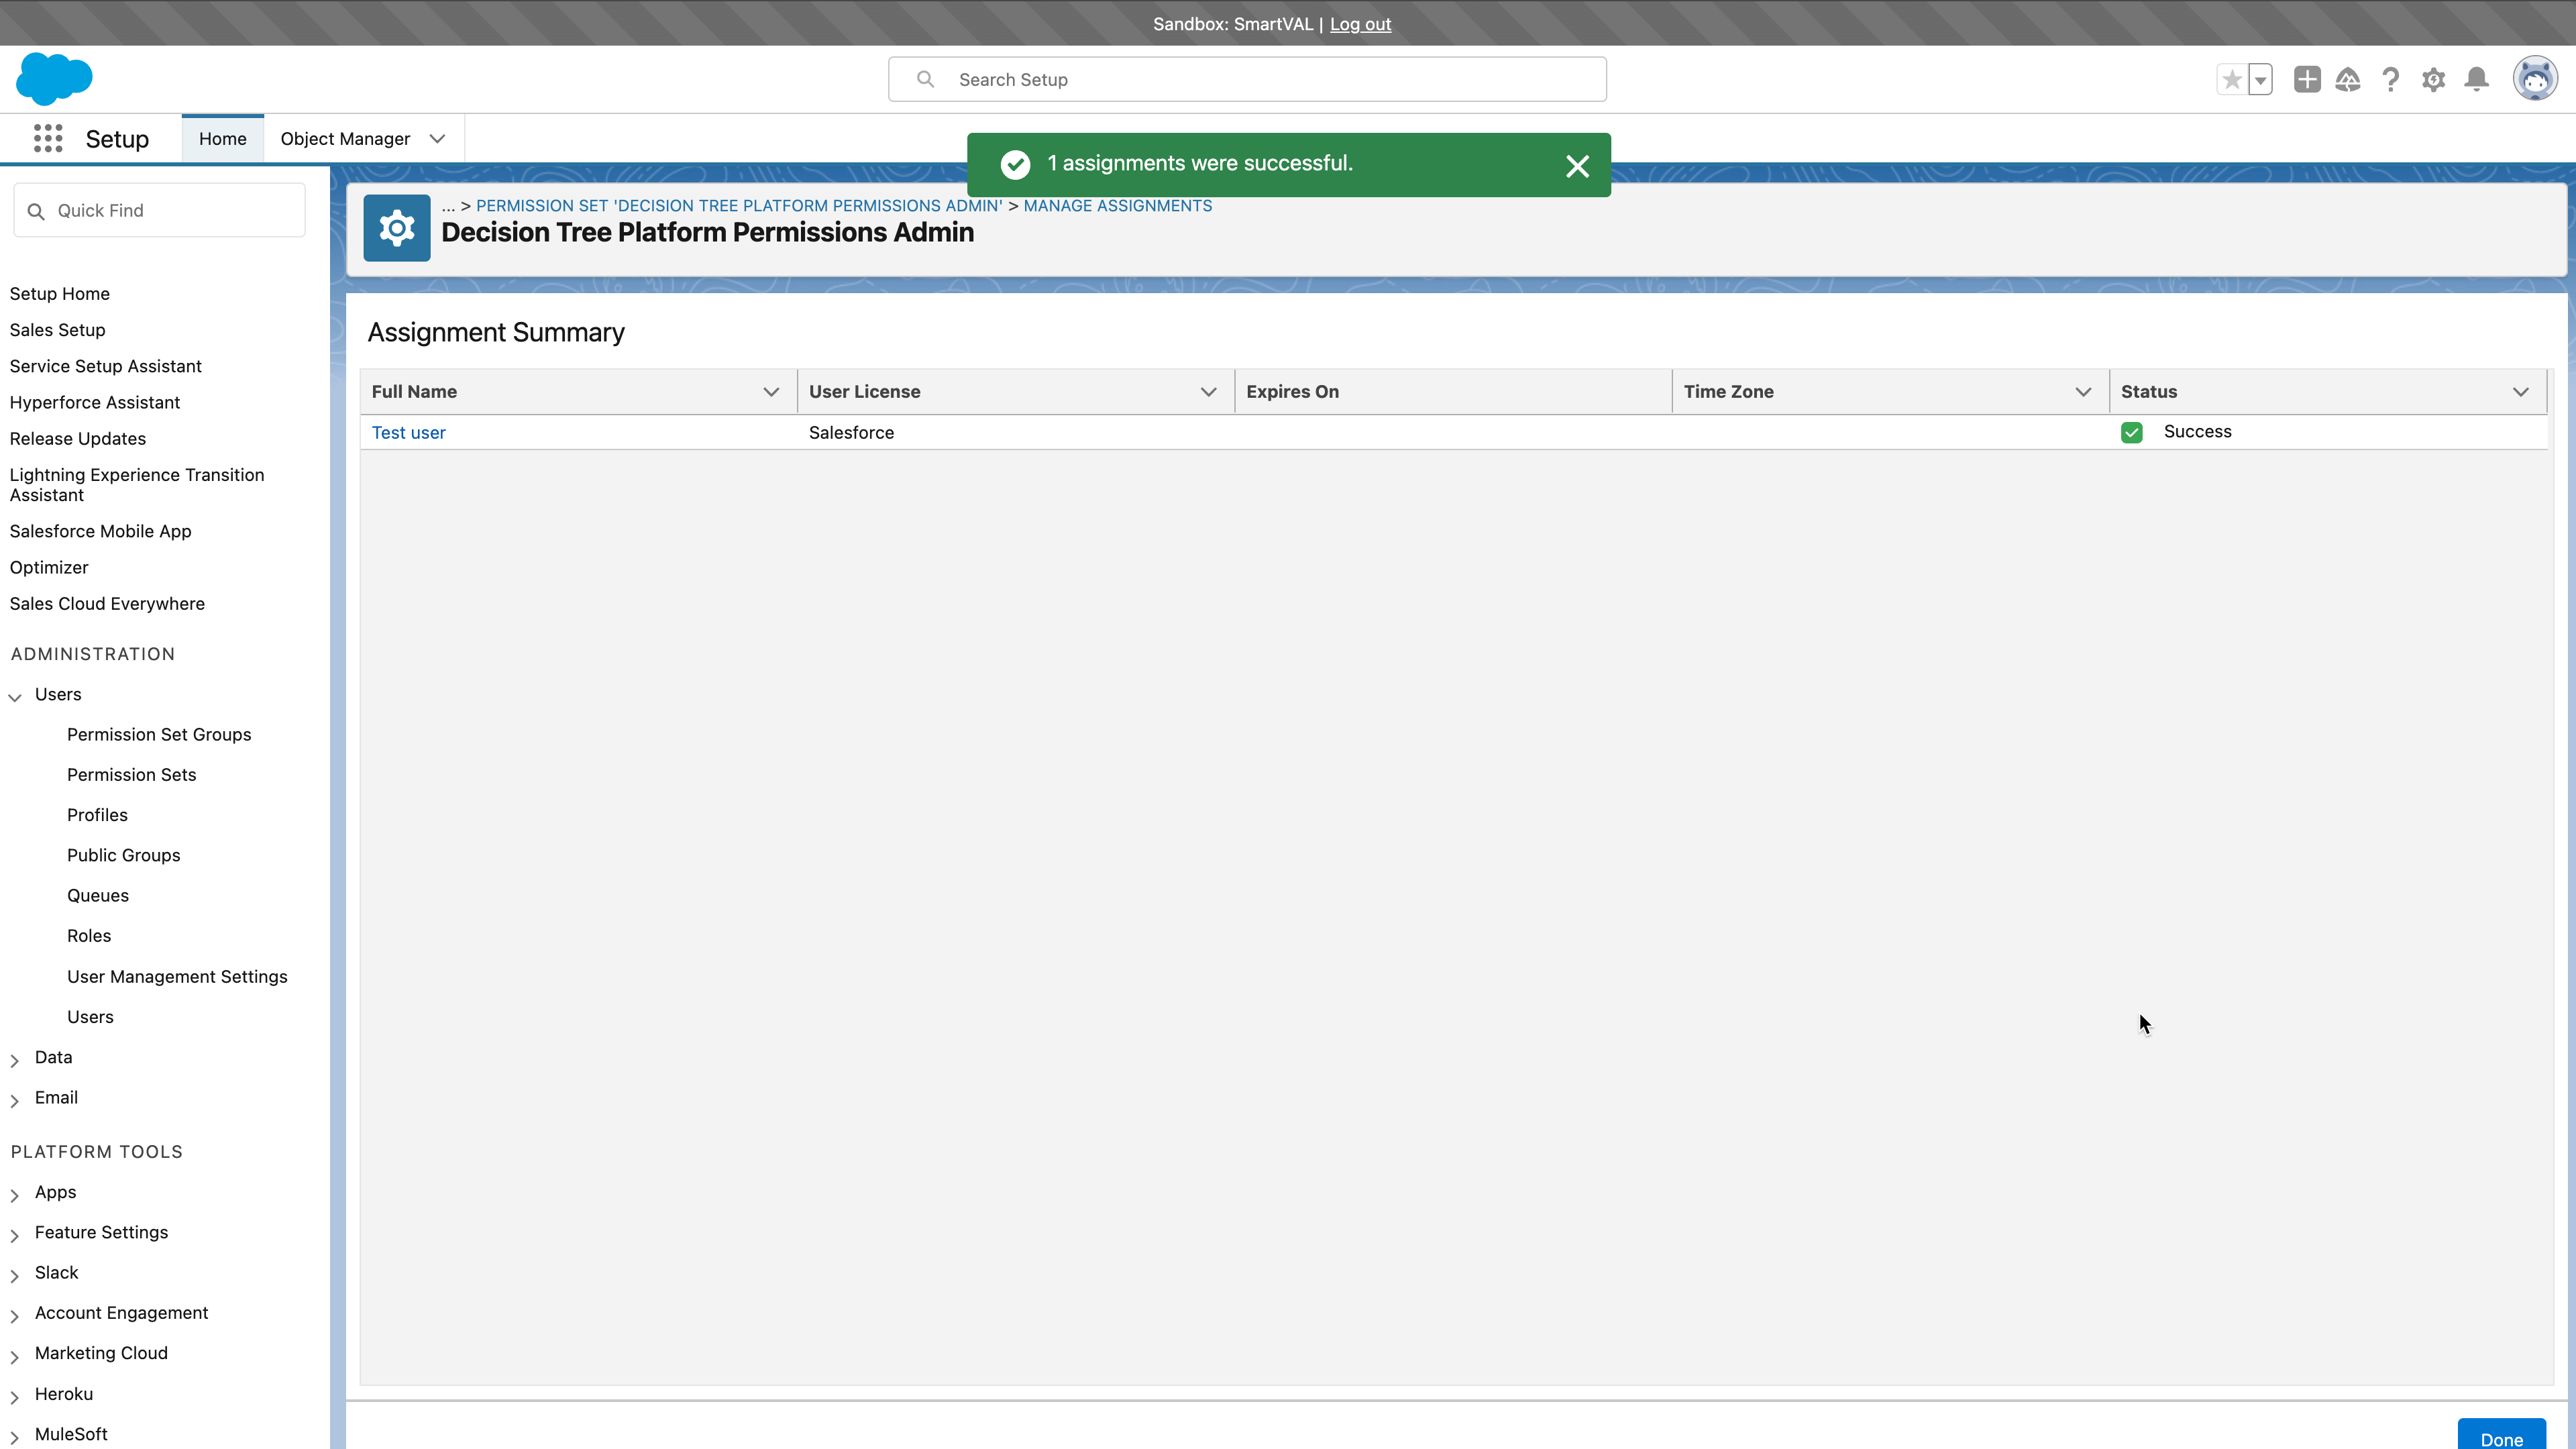 Sandbox: SmartVAL | Log out
Search Setup
Setup
Home
Object Manager
1 assignments were successful.
Quick Find
... > PERMISSION SET 'DECISION TREE PLATFORM PERMISSIONS ADMIN' > MANAGE ASSIGNMENTS
Decision Tree Platform Permissions Admin
Setup Home
Sales Setup
Service Setup Assistant
Hyperforce Assistant
Release Updates
Lightning Experience Transition
Assistant
Salesforce Mobile App
Optimizer
Sales Cloud Everywhere
ADMINISTRATION
Users
Permission Set Groups
Permission Sets
Profiles
Public Groups
Queues
Roles
User Management Settings
Users
Data
Email
PLATFORM TOOLS
Apps
Feature Settings
Slack
Account Engagement
Marketing Cloud
Heroku
MuleSoft
Assignment Summary
Full Name User License Expires On Time Zone Status
Test user Salesforce Success
Done